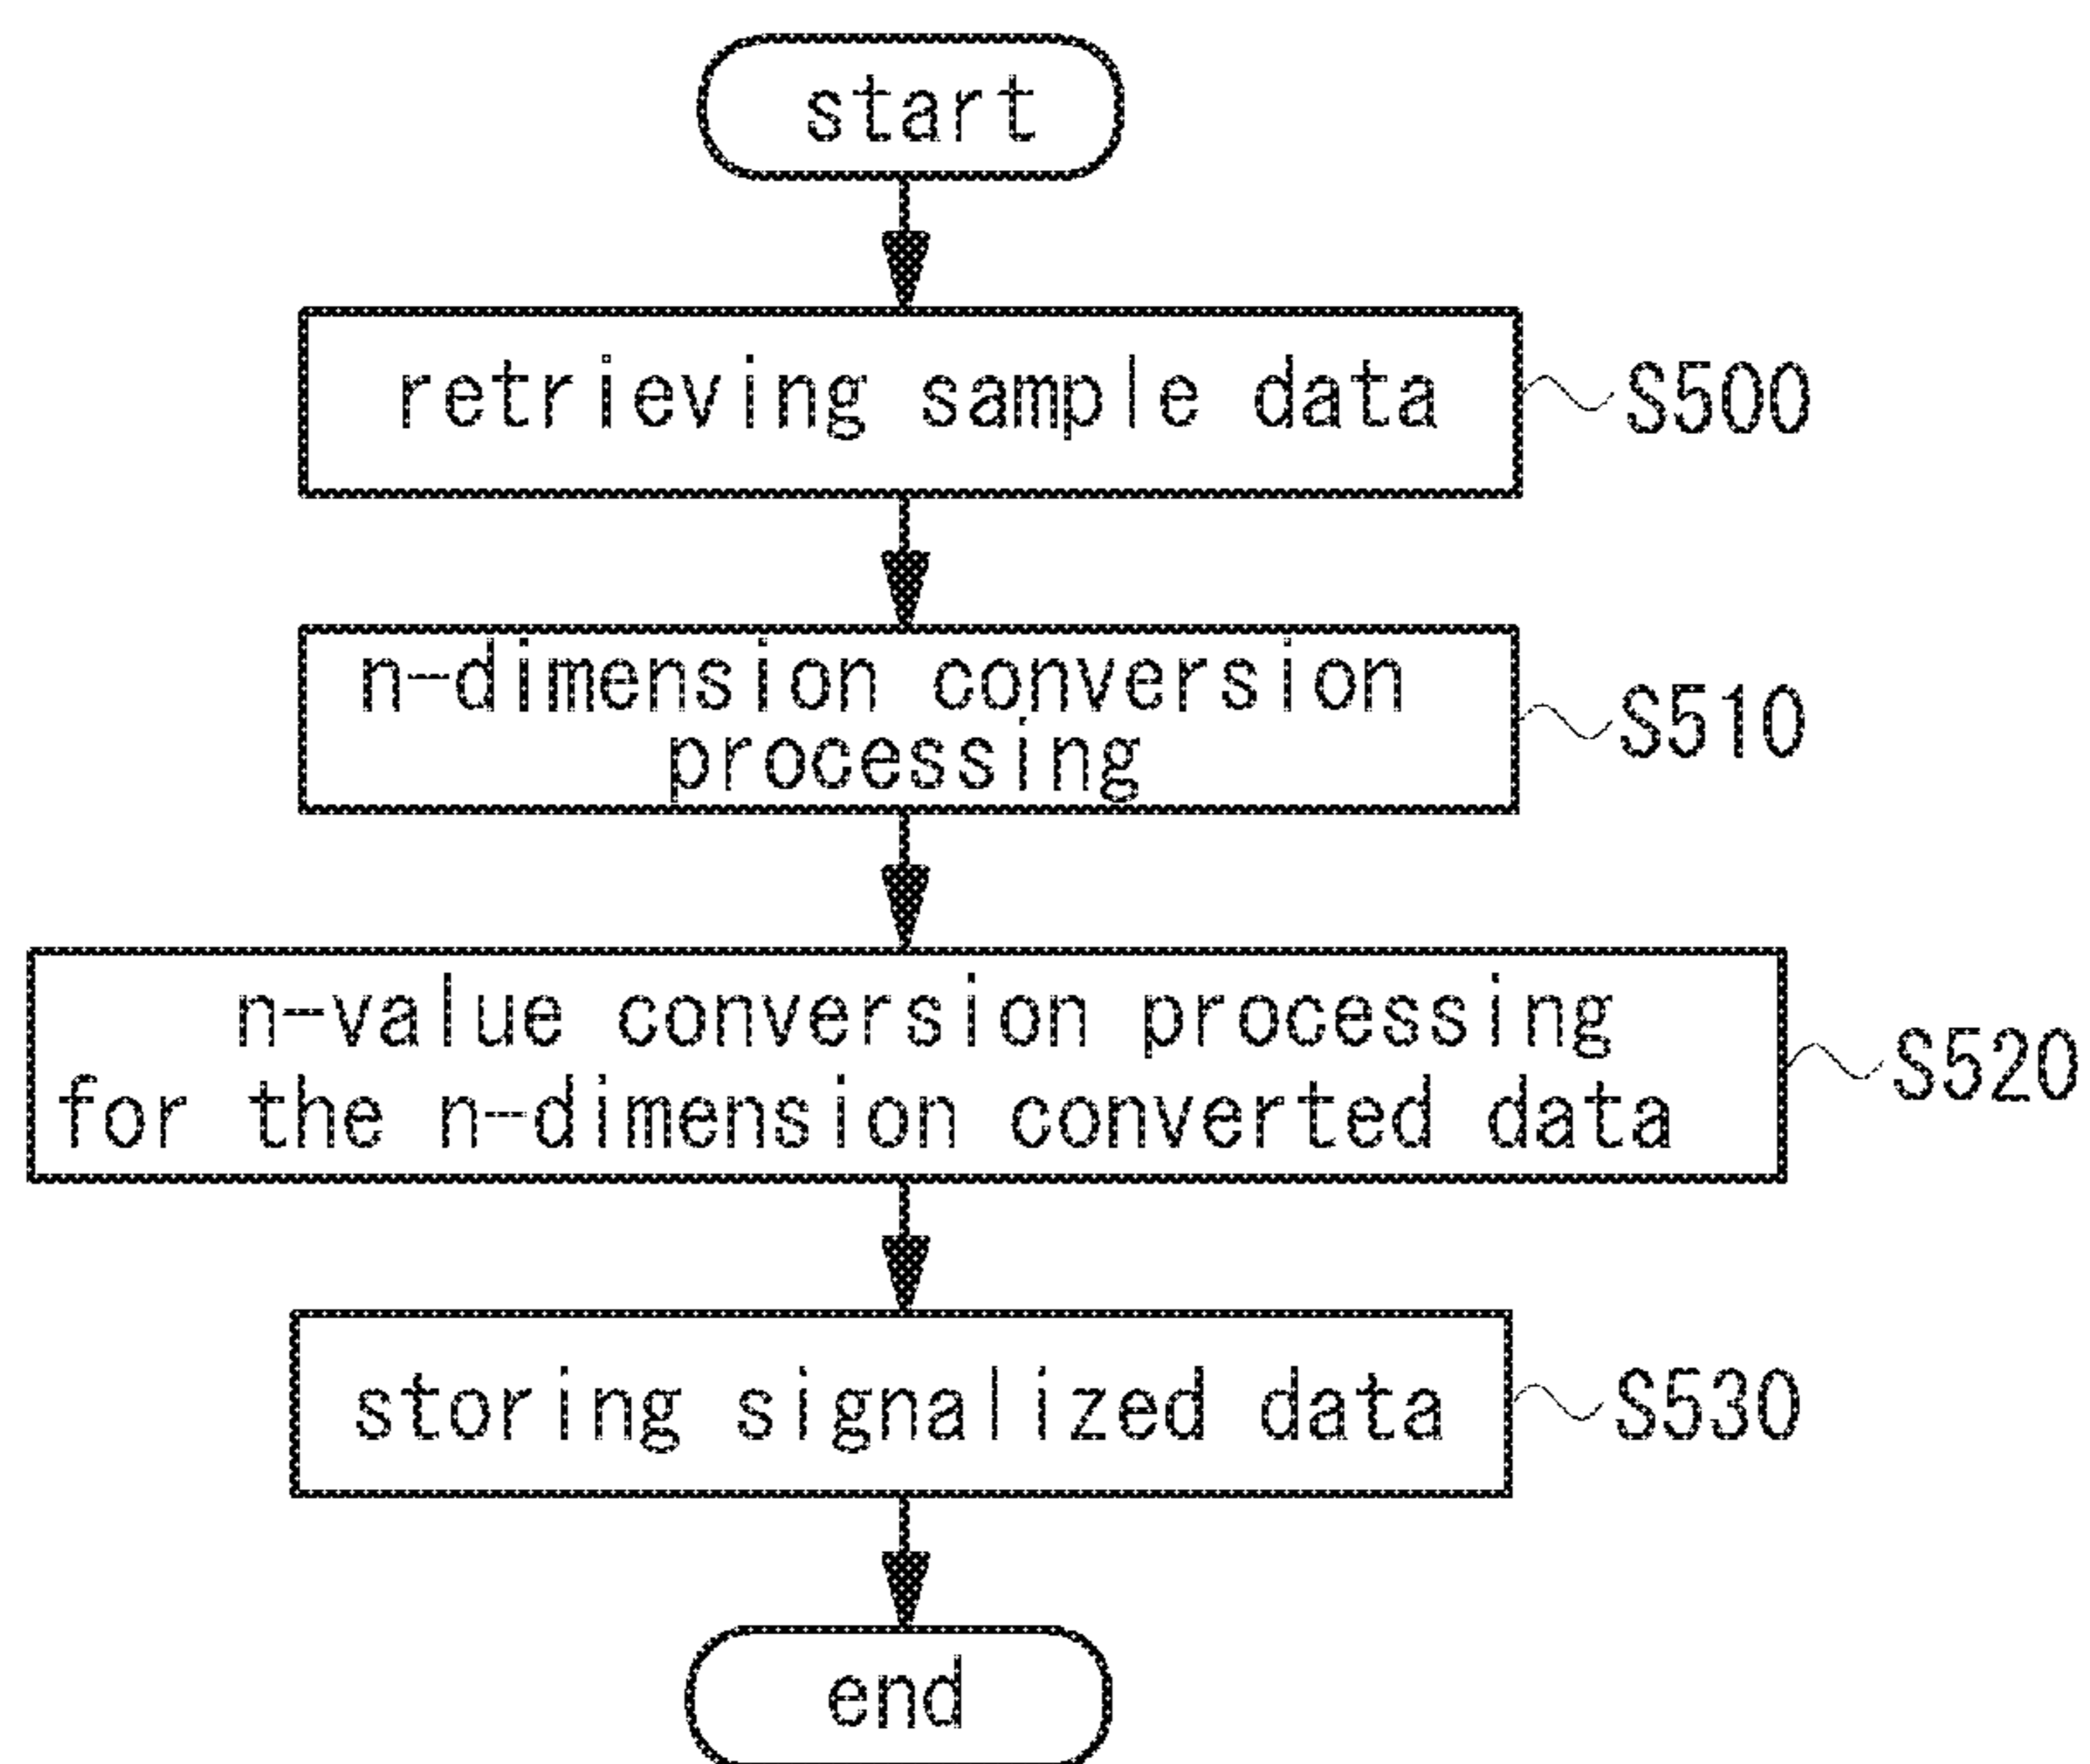 start
retrieving sample data
S500
n-dimension conversion
processing
S510
n-value conversion processing
for the n-dimension converted data
S520
storing signalized data
S530
end